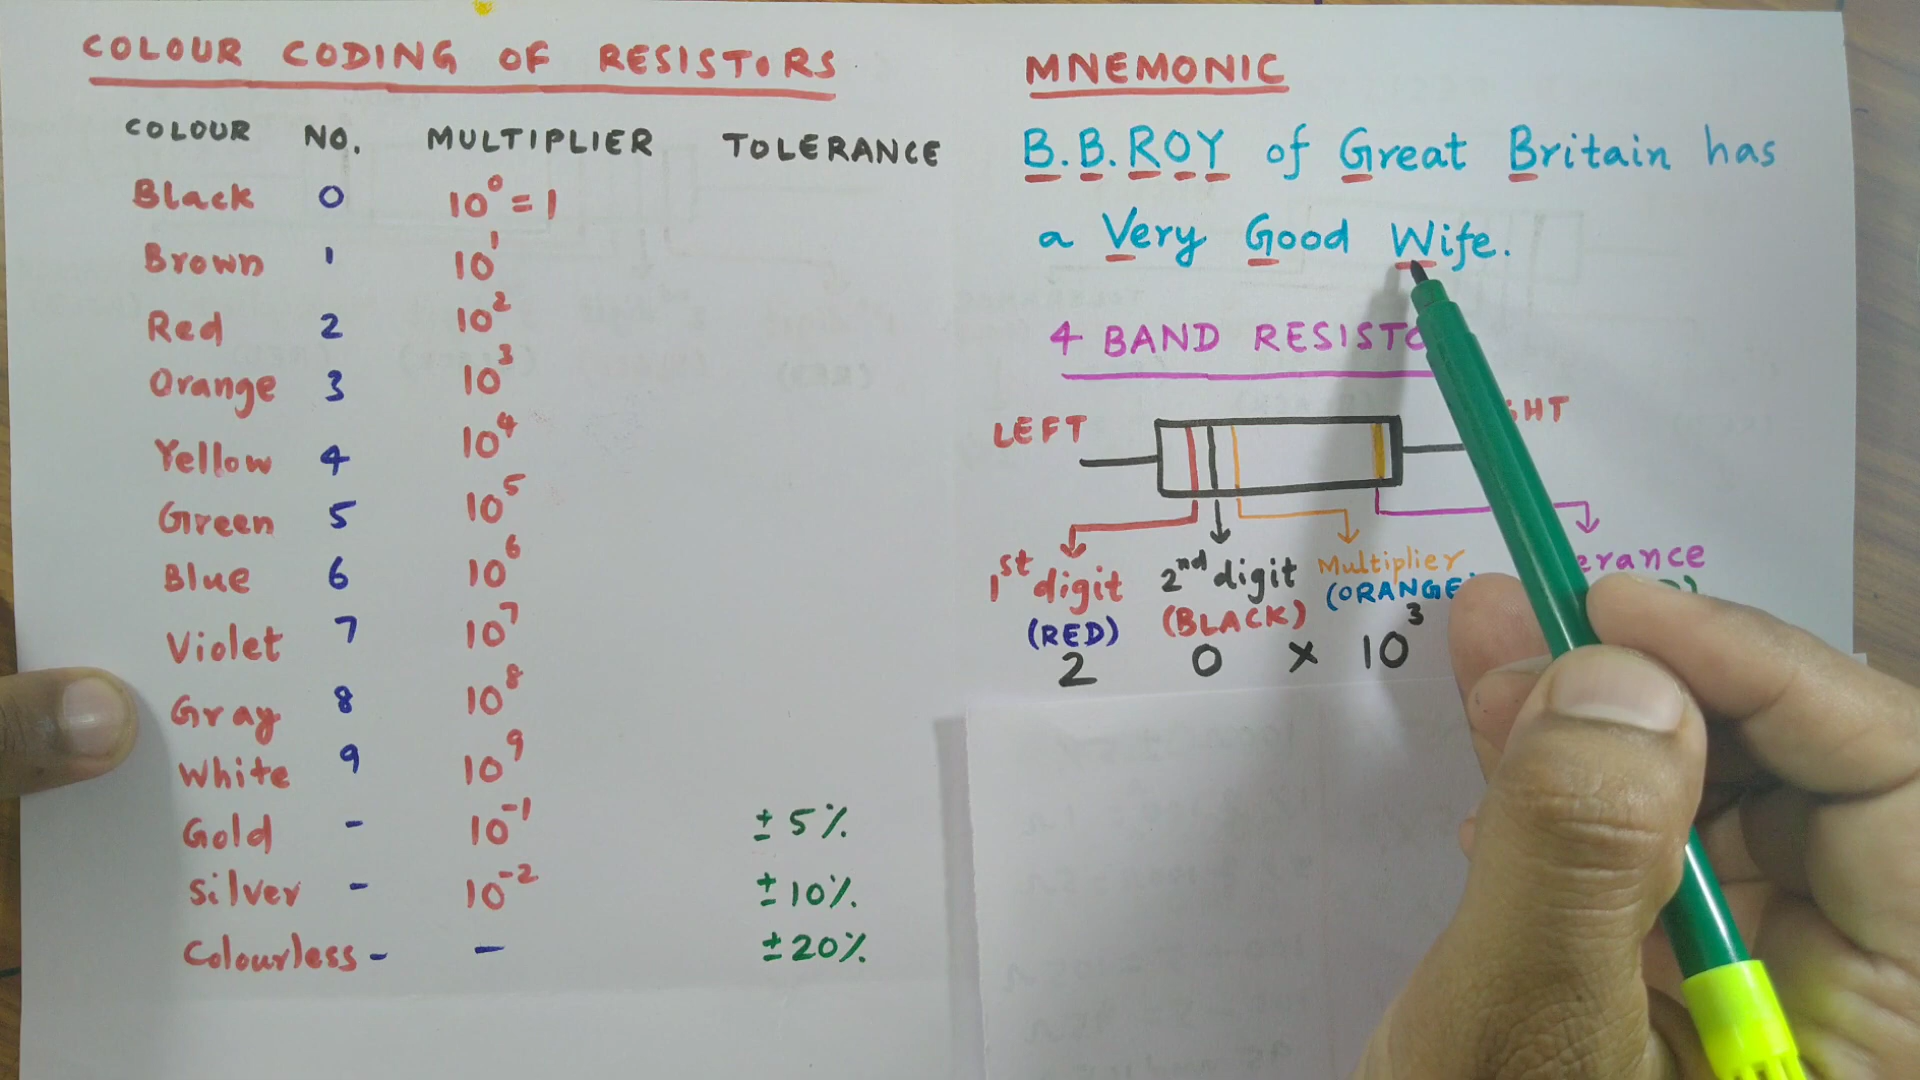 COLOUR CODING OF RESISTORS
COLOUR NO. MULTIPLIER TOLERANCE
Black 0 10⁰ = 1
Brown 1 10¹
Red 2 10²
Orange 3 10³
Yellow 4 10⁴
Green 5 10⁵
Blue 6 10⁶
Violet 7 10⁷
Gray 8 10⁸
White 9 10⁹
Gold - 10⁻¹ ± 5%
Silver - 10⁻² ± 10%
Colourless - - ± 20%
MNEMONIC
B.B.ROY of Great Britain has
a Very Good Wife.
4 BAND
LEFT
1st digit 2nd digit Multiplier
(RED) (BLACK) (ORANGE
2 0 × 10³